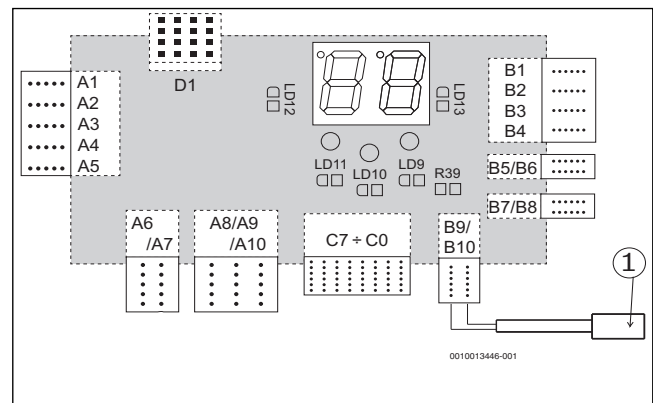 D1
A1
A2
A3
A4
A5
LD12
LD13
B1
B2
B3
B4
LD11
LD10
LD9
R39
B5/B6
B7/B8
A6
/A7
A8/A9
/A10
C7 ÷ C0
B9/
B10
1
0010013446-001